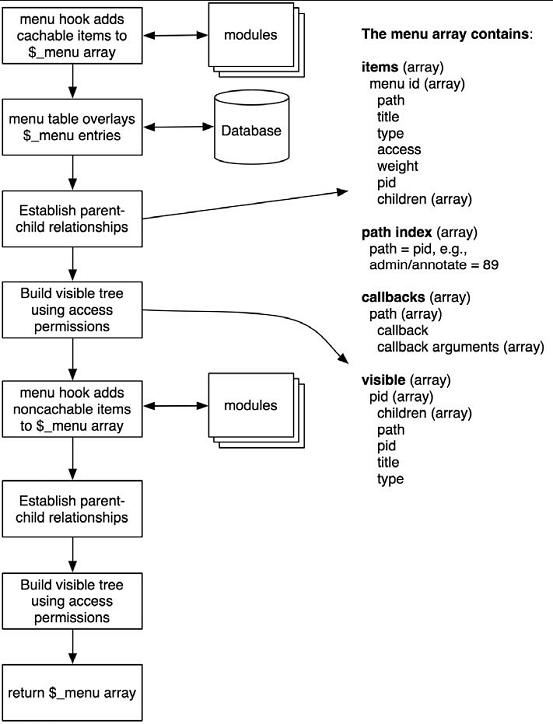 menu hook adds
cachable items to
$_menu array
modules
menu table overlays
$_menu entries
Database
Establish parent-
child relationships
Build visible tree
using access
permissions
menu hook adds
noncachable items
to $_menu array
modules
Establish parent-
child relationships
Build visible tree
using access
permissions
return $_menu array
The menu array contains:
items (array)
menu id (array)
path
title
type
access
weight
pid
children (array)
path index (array)
path = pid, e.g.,
admin/annotate = 89
callbacks (array)
path (array)
callback
callback arguments (array)
visible (array)
pid (array)
children (array)
path
pid
title
type